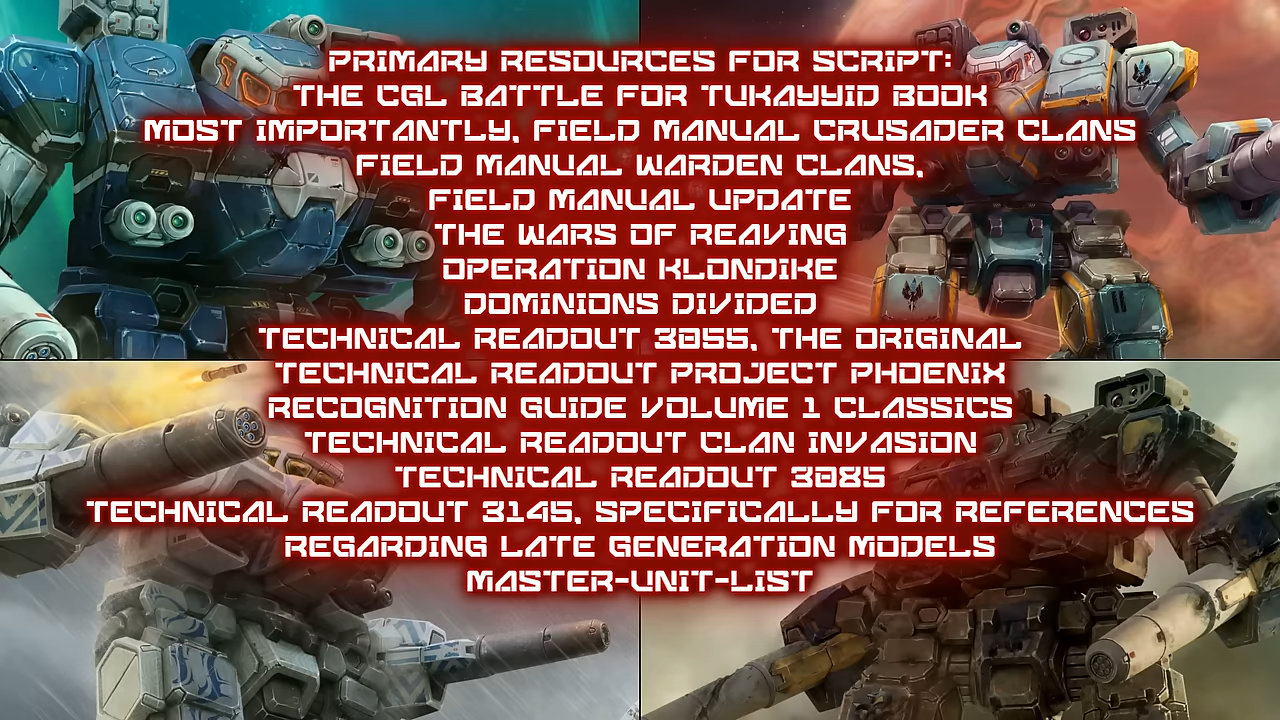 PRIMARY RESOURCES FOR SCRIPT:
THE CGL BATTLE FOR TUKAYYID BOOK
MOST IMPORTANTLY, FIELD MANUAL CRUSADER CLANS
FIELD MANUAL WARDEN CLANS,
FIELD MANUAL UPDATE
THE WARS OF REAVING
OPERATION KLONDIKE
DOMINIONS DIVIDED
TECHNICAL READOUT 3055, THE ORIGINAL
TECHNICAL READOUT PROJECT PHOENIX
RECOGNITION GUIDE VOLUME 1 CLASSICS
TECHNICAL READOUT CLAN INVASION
TECHNICAL READOUT 3085
TECHNICAL READOUT 3145, SPECIFICALLY FOR REFERENCES
REGARDING LATE GENERATION MODELS
MASTER-UNIT-LIST